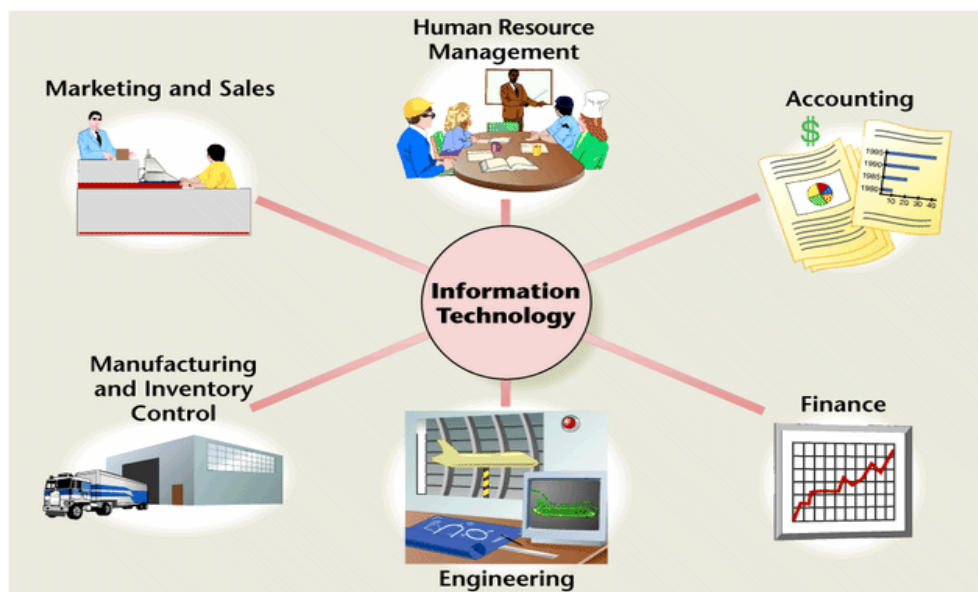 Human Resource
Management
Marketing and Sales
Accounting
$
1995
1990
1985
1980
10 20 30 40
Information
Technology
Manufacturing
and Inventory
Control
Finance
Engineering